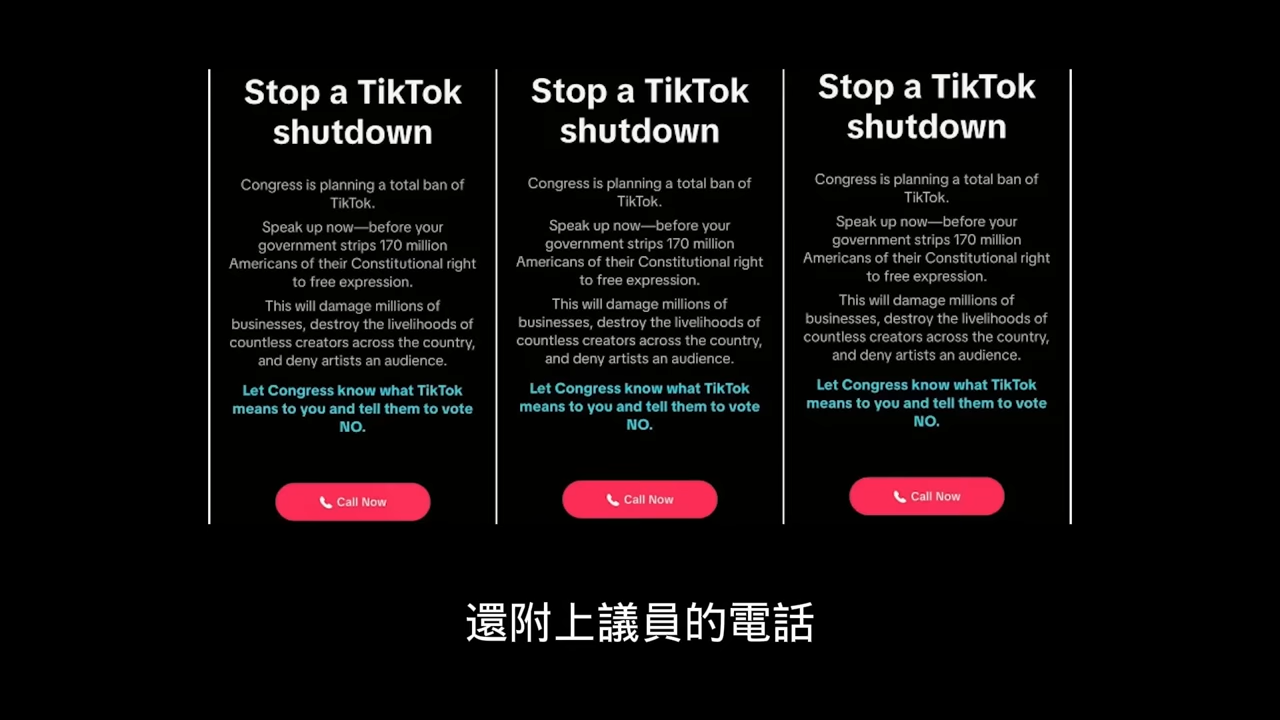 Stop a TikTok
shutdown
Congress is planning a total ban of
TikTok.
Speak up now—before your
government strips 170 million
Americans of their Constitutional right
to free expression.
This will damage millions of
businesses, destroy the livelihoods of
countless creators across the country,
and deny artists an audience.
Let Congress know what TikTok
means to you and tell them to vote
NO.
Call Now
Stop a TikTok
shutdown
Congress is planning a total ban of
TikTok.
Speak up now—before your
government strips 170 million
Americans of their Constitutional right
to free expression.
This will damage millions of
businesses, destroy the livelihoods of
countless creators across the country,
and deny artists an audience.
Let Congress know what TikTok
means to you and tell them to vote
NO.
Call Now
Stop a TikTok
shutdown
Congress is planning a total ban of
TikTok.
Speak up now—before your
government strips 170 million
Americans of their Constitutional right
to free expression.
This will damage millions of
businesses, destroy the livelihoods of
countless creators across the country,
and deny artists an audience.
Let Congress know what TikTok
means to you and tell them to vote
NO.
Call Now
還附上議員的電話